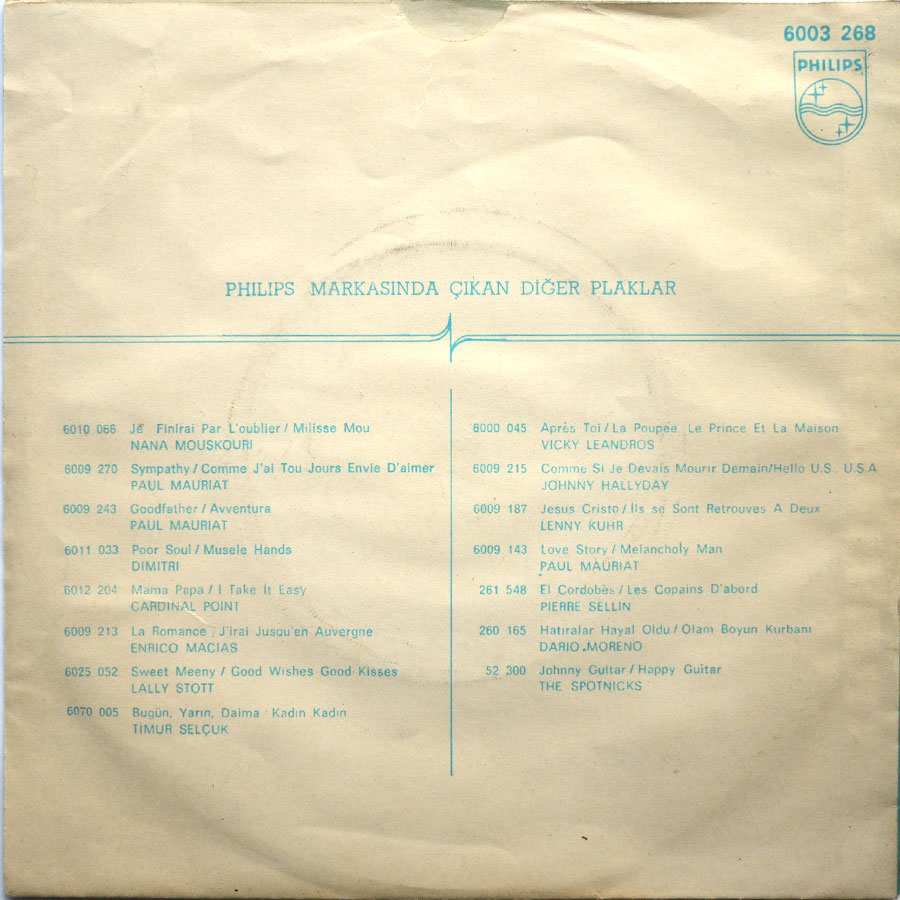 6003 268
PHILIPS
PHILIPS MARKASINDA ÇIKAN DİĞER PLAKLAR
6010 066 Je Finirai Par L'oublier / Milisse Mou
NANA MOUSKOURI
6009 270 Sympathy / Comme J'ai Tou Jours Envie D'aimer
PAUL MAURIAT
6009 243 Goodfather / Avventura
PAUL MAURIAT
6011 033 Poor Soul / Musele Hands
DIMITRI
6012 204 Mama Papa / I Take It Easy
CARDINAL POINT
6009 213 La Romance / J'irai Jusqu'en Auvergne
ENRICO MACIAS
6025 052 Sweet Meeny / Good Wishes Good Kisses
LALLY STOTT
6070 005 Bugün, Yarın, Daima / Kadın Kadın
TİMUR SELÇUK
6000 045 Après Toi / La Poupee, Le Prince Et La Maison
VICKY LEANDROS
6009 215 Comme Si Je Devais Mourir Demain/Hello U.S. U.S.A
JOHNNY HALLYDAY
6009 187 Jesus Cristo / Ils se Sont Retrouves A Deux
LENNY KUHR
6009 143 Love Story / Melancholy Man
PAUL MAURIAT
261 548 El Cordobès / Les Copains D'abord
PIERRE SELLIN
260 165 Hatıralar Hayal Oldu / Olam Boyun Kurbanı
DARIO MORENO
52 300 Johnny Guitar / Happy Guitar
THE SPOTNICKS